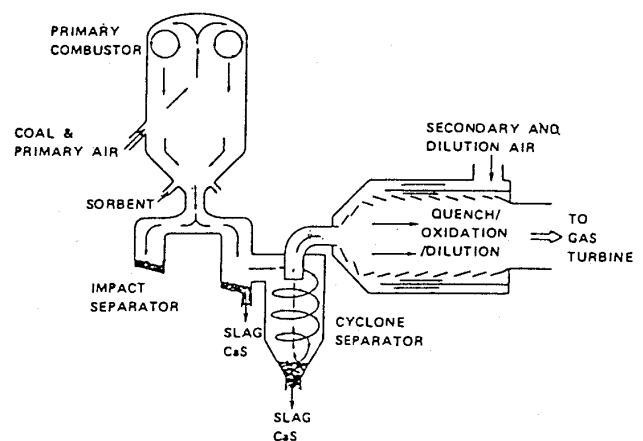 PRIMARY
COMBUSTOR
COAL &
PRIMARY AIR
SORBENT
IMPACT
SEPARATOR
SLAG
CaS
SLAG
CaS
CYCLONE
SEPARATOR
SECONDARY AND
DILUTION AIR
QUENCH/
OXIDATION
/DILUTION
TO
GAS
TURBINE